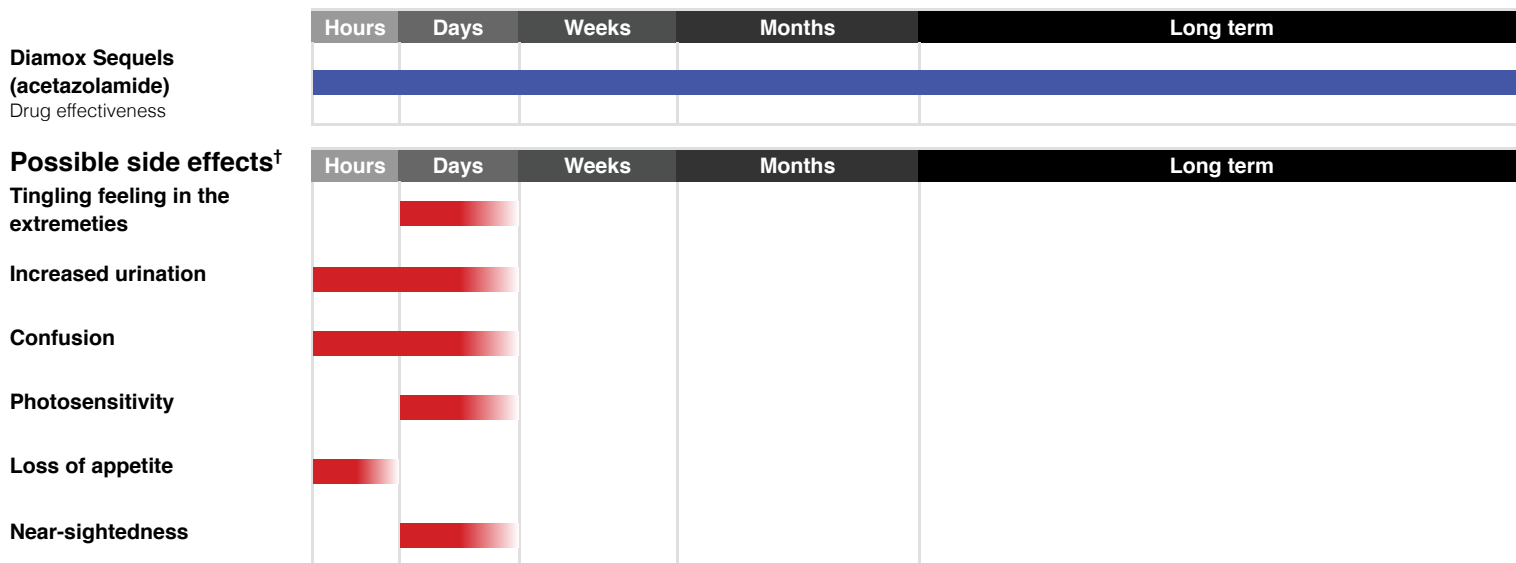 Hours Days Weeks Months Long term
Diamox Sequels
(acetazolamide)
Drug effectiveness
Possible side effects†
Hours Days Weeks Months Long term
Tingling feeling in the
extremeties
Increased urination
Confusion
Photosensitivity
Loss of appetite
Near-sightedness